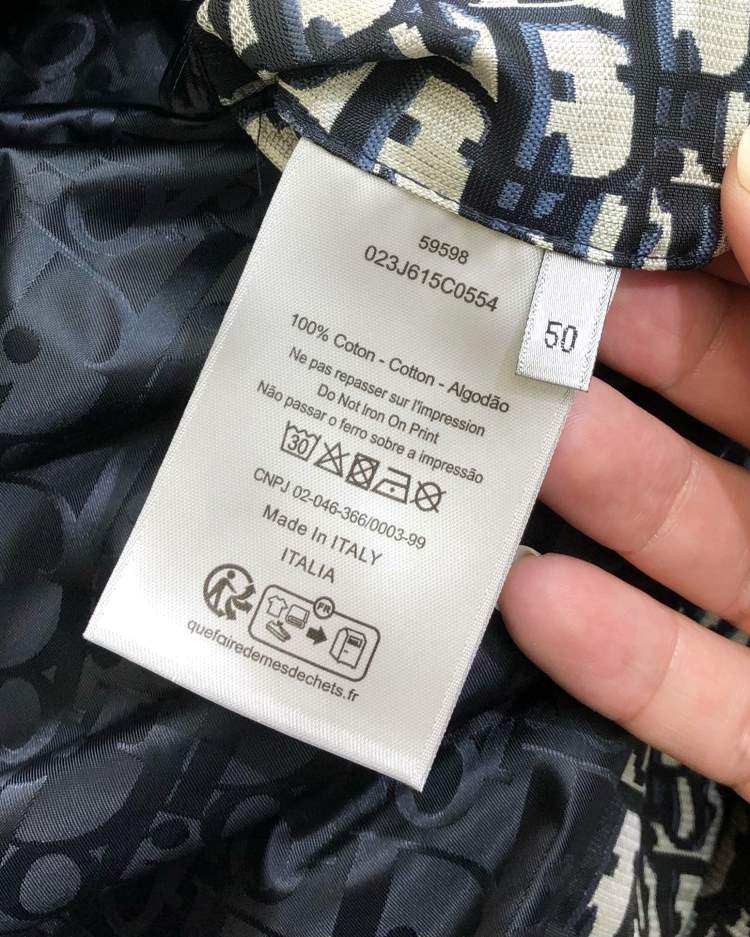 59598
023J615C0554
50
100% Coton - Cotton - Algodão
Ne pas repasser sur l'impression
Do Not Iron On Print
Não passar o ferro sobre a impressão
30
CNPJ 02-046-366/0003-99
Made In ITALY
ITALIA
FR
quefairedemesdechets.fr